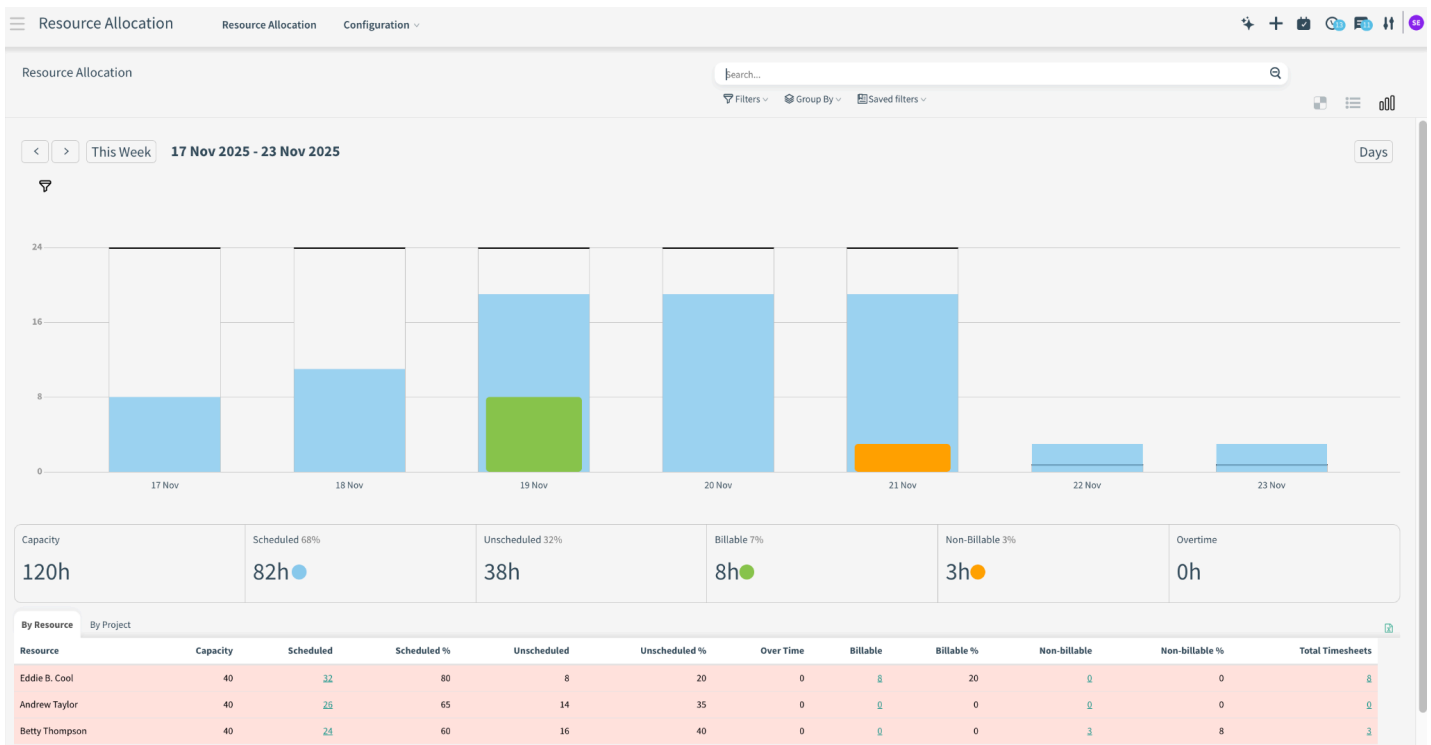 Resource Allocation Resource Allocation Configuration SE
Resource Allocation Search...
Filters Group By Saved filters
This Week 17 Nov 2025 - 23 Nov 2025 Days
24
16
8
0
17 Nov 18 Nov 19 Nov 20 Nov 21 Nov 22 Nov 23 Nov
Capacity Scheduled 68% Unscheduled 32% Billable 7% Non-Billable 3% Overtime
120h 82h 38h 8h 3h 0h
By Resource By Project
Resource Capacity Scheduled Scheduled % Unscheduled Unscheduled % Over Time Billable Billable % Non-billable Non-billable % Total Timesheets
Eddie B. Cool 40 32 80 8 20 0 8 20 0 0 8
Andrew Taylor 40 26 65 14 35 0 0 0 0 0 0
Betty Thompson 40 24 60 16 40 0 0 0 3 8 3